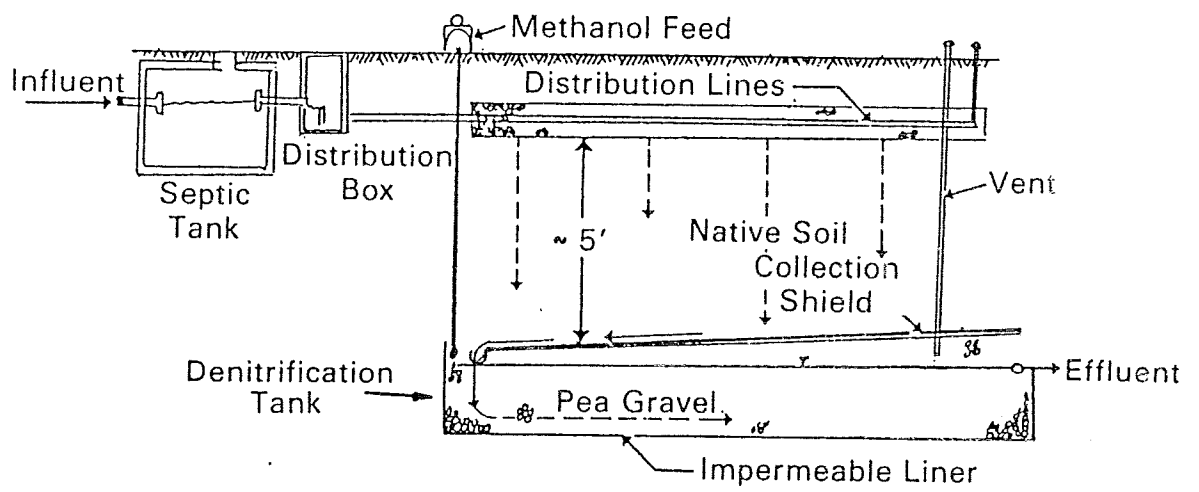 Methanol Feed
Influent
Distribution Lines
Distribution
Box
Septic
Tank
Vent
~ 5'
Native Soil
Collection
Shield
Denitrification
Tank
Effluent
Pea Gravel
Impermeable Liner